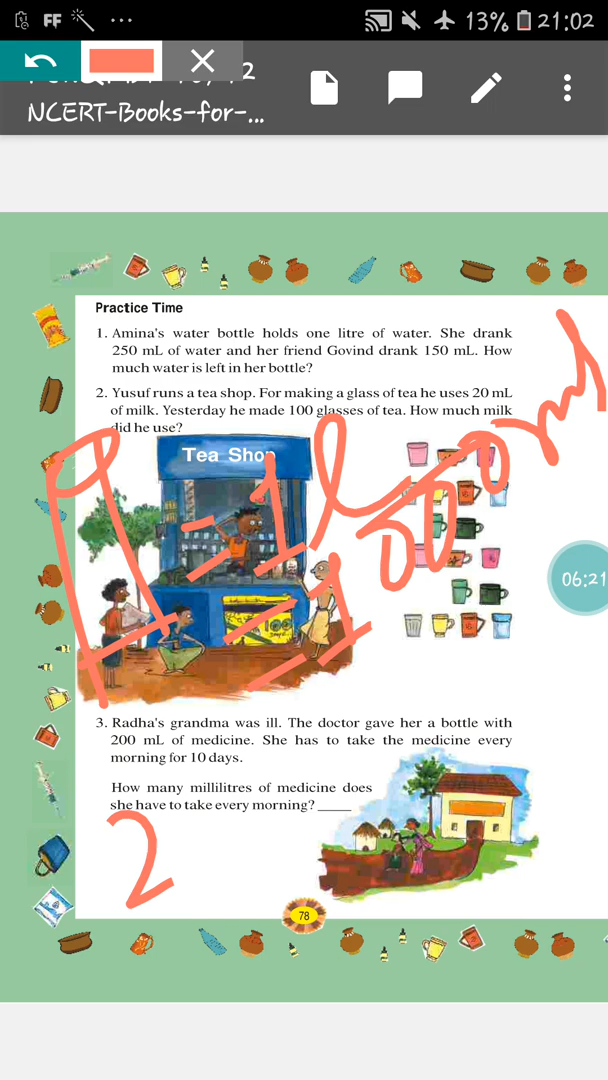 FF ... 13% 21:02
NCERT-Books-for-...
Practice Time
1. Amina's water bottle holds one litre of water. She drank
250 mL of water and her friend Govind drank 150 mL. How
much water is left in her bottle?
2. Yusuf runs a tea shop. For making a glass of tea he uses 20 mL
of milk. Yesterday he made 100 glasses of tea. How much milk
did he use?
Tea Shop
= 1 l
= 1000 ml
06:21
3. Radha's grandma was ill. The doctor gave her a bottle with
200 mL of medicine. She has to take the medicine every
morning for 10 days.
How many millilitres of medicine does
she have to take every morning? _____
2
78